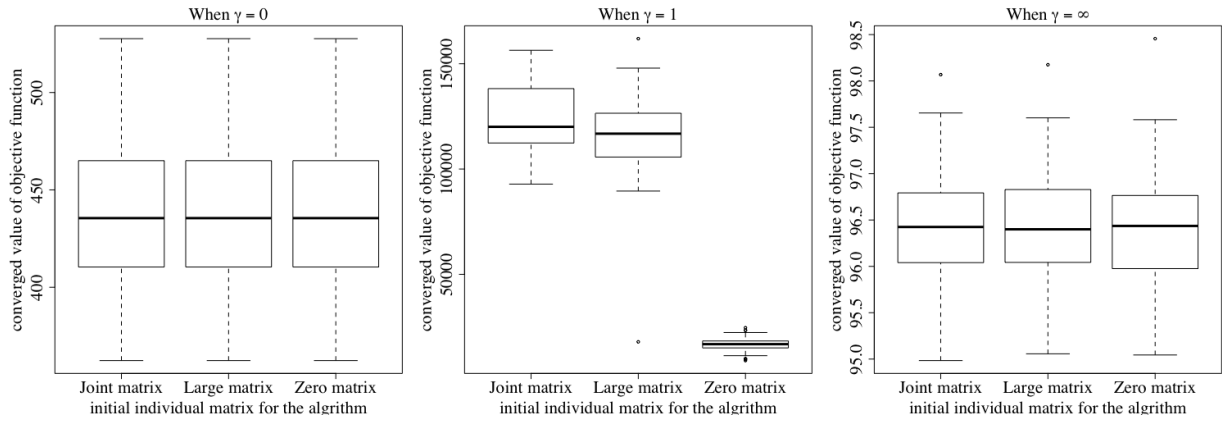 When γ = 0
converged value of objective function
500
450
400
Joint matrix Large matrix Zero matrix
initial individual matrix for the algrithm
When γ = 1
converged value of objective function
150000
100000
50000
Joint matrix Large matrix Zero matrix
initial individual matrix for the algrithm
When γ = ∞
converged value of objective function
98.5
98.0
97.5
97.0
96.5
96.0
95.5
95.0
Joint matrix Large matrix Zero matrix
initial individual matrix for the algrithm